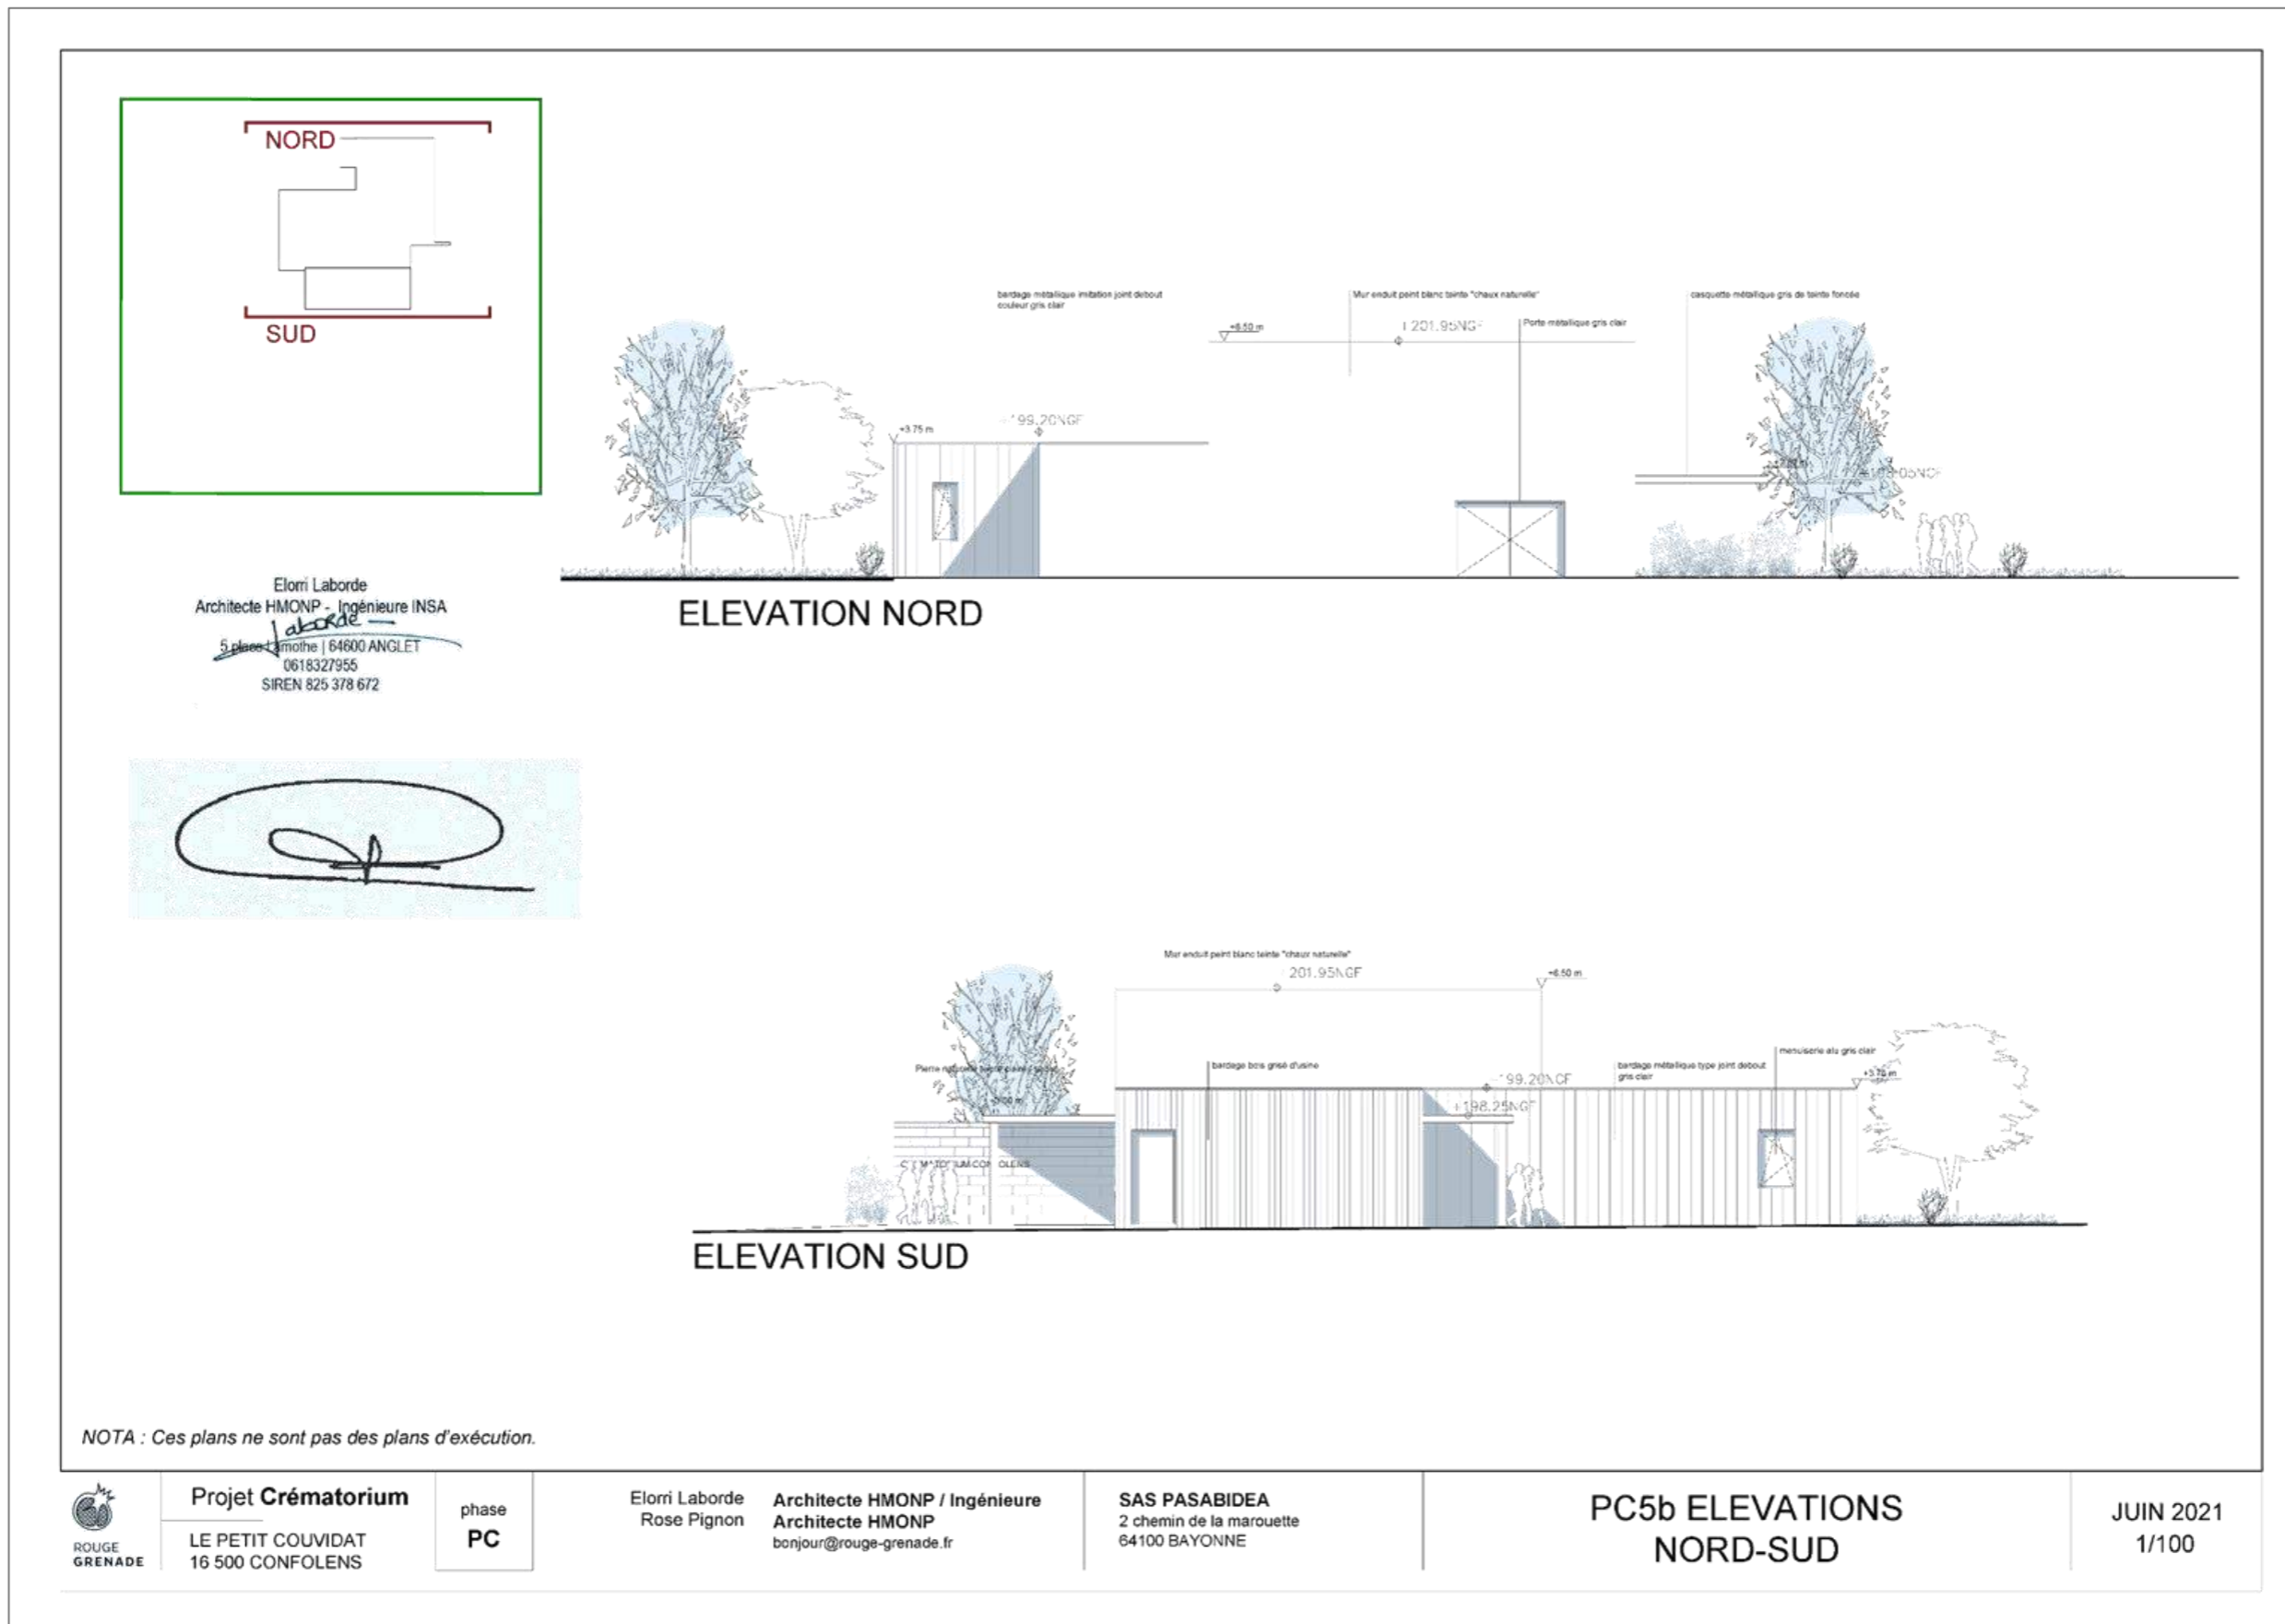 NORD
SUD
Elorri Laborde
Architecte HMONP - Ingénieure INSA
Laborde
5 place Lamothe | 64600 ANGLET
0618327955
SIREN 825 378 672
bardage métallique imitation joint debout
couleur gris clair
Mur enduit peint blanc teinte "chaux naturelle"
casquette métallique gris de teinte foncée
+6.50 m
201.95NGF
Porte métallique gris clair
+3.75 m
199.20NGF
ELEVATION NORD
Mur enduit peint blanc teinte "chaux naturelle"
201.95NGF
+6.50 m
Pierre
bardage bois grisé d'usine
199.20NGF
bardage métallique type joint debout
gris clair
menuiserie alu gris clair
+3.75 m
+198.25NGF
ELEVATION SUD
NOTA : Ces plans ne sont pas des plans d'exécution.
ROUGE
GRENADE
Projet Crématorium
LE PETIT COUVIDAT
16 500 CONFOLENS
phase
PC
Elorri Laborde Architecte HMONP / Ingénieure
Rose Pignon Architecte HMONP
bonjour@rouge-grenade.fr
SAS PASABIDEA
2 chemin de la marouette
64100 BAYONNE
PC5b ELEVATIONS
NORD-SUD
JUIN 2021
1/100